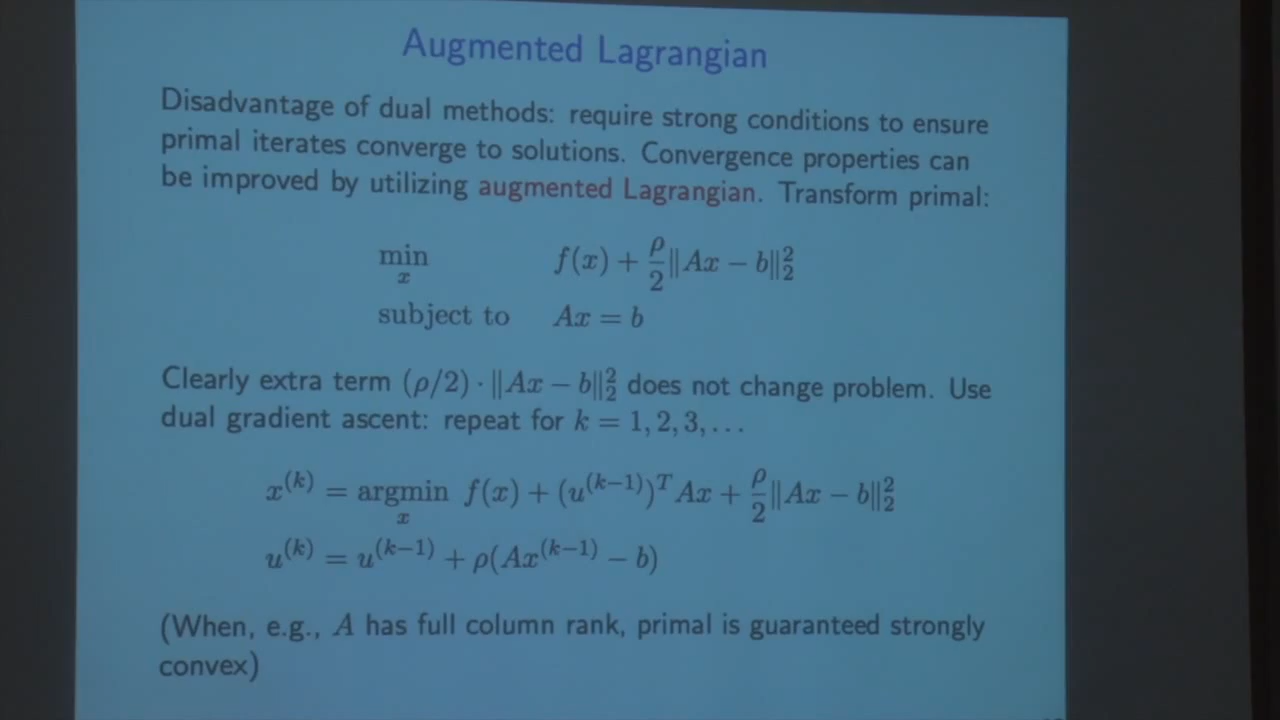 Augmented Lagrangian
Disadvantage of dual methods: require strong conditions to ensure
primal iterates converge to solutions. Convergence properties can
be improved by utilizing augmented Lagrangian. Transform primal:
min_x f(x) + ρ/2 ‖Ax − b‖₂²
subject to Ax = b
Clearly extra term (ρ/2) · ‖Ax − b‖₂² does not change problem. Use
dual gradient ascent: repeat for k = 1, 2, 3, ...
x^(k) = argmin_x f(x) + (u^(k−1))^T Ax + ρ/2 ‖Ax − b‖₂²
u^(k) = u^(k−1) + ρ(Ax^(k−1) − b)
(When, e.g., A has full column rank, primal is guaranteed strongly
convex)